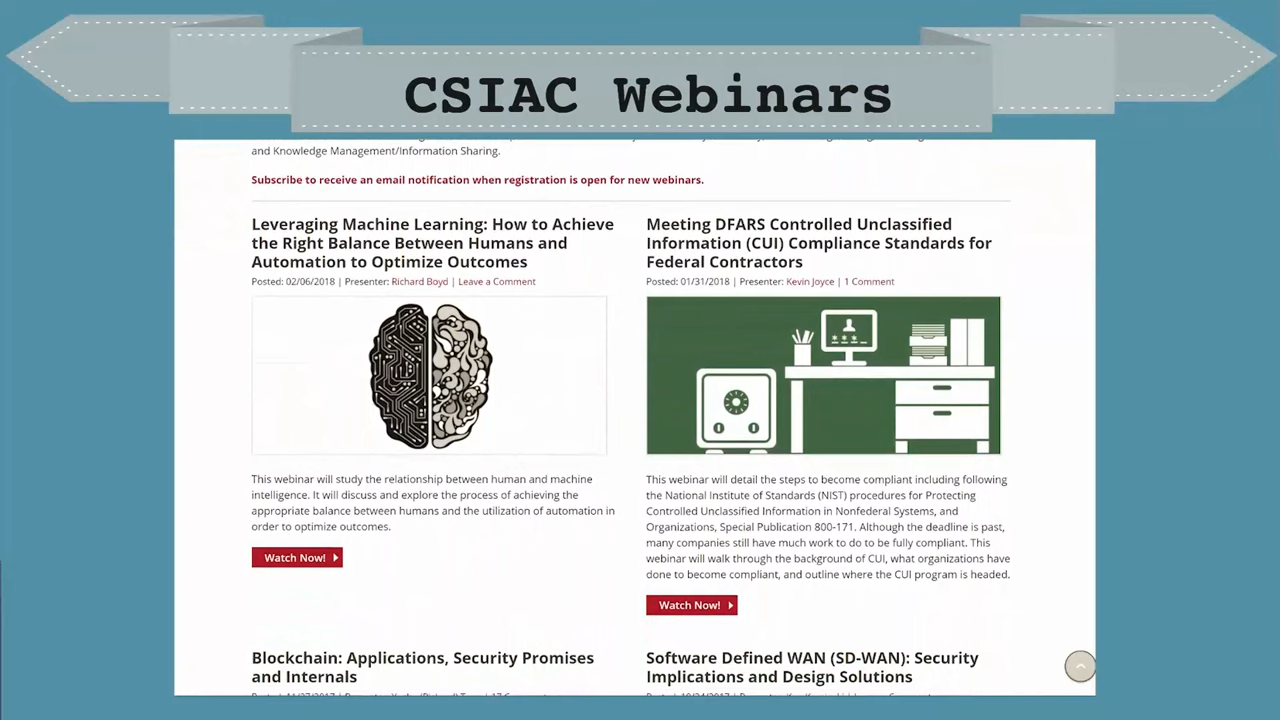 CSIAC Webinars
and Knowledge Management/Information Sharing.
Subscribe to receive an email notification when registration is open for new webinars.
Leveraging Machine Learning: How to Achieve
the Right Balance Between Humans and
Automation to Optimize Outcomes
Posted: 02/06/2018 | Presenter: Richard Boyd | Leave a Comment
This webinar will study the relationship between human and machine
intelligence. It will discuss and explore the process of achieving the
appropriate balance between humans and the utilization of automation in
order to optimize outcomes.
Watch Now!
Meeting DFARS Controlled Unclassified
Information (CUI) Compliance Standards for
Federal Contractors
Posted: 01/31/2018 | Presenter: Kevin Joyce | 1 Comment
This webinar will detail the steps to become compliant including following
the National Institute of Standards (NIST) procedures for Protecting
Controlled Unclassified Information in Nonfederal Systems, and
Organizations, Special Publication 800-171. Although the deadline is past,
many companies still have much work to do to be fully compliant. This
webinar will walk through the background of CUI, what organizations have
done to become compliant, and outline where the CUI program is headed.
Watch Now!
Blockchain: Applications, Security Promises
and Internals
Software Defined WAN (SD-WAN): Security
Implications and Design Solutions